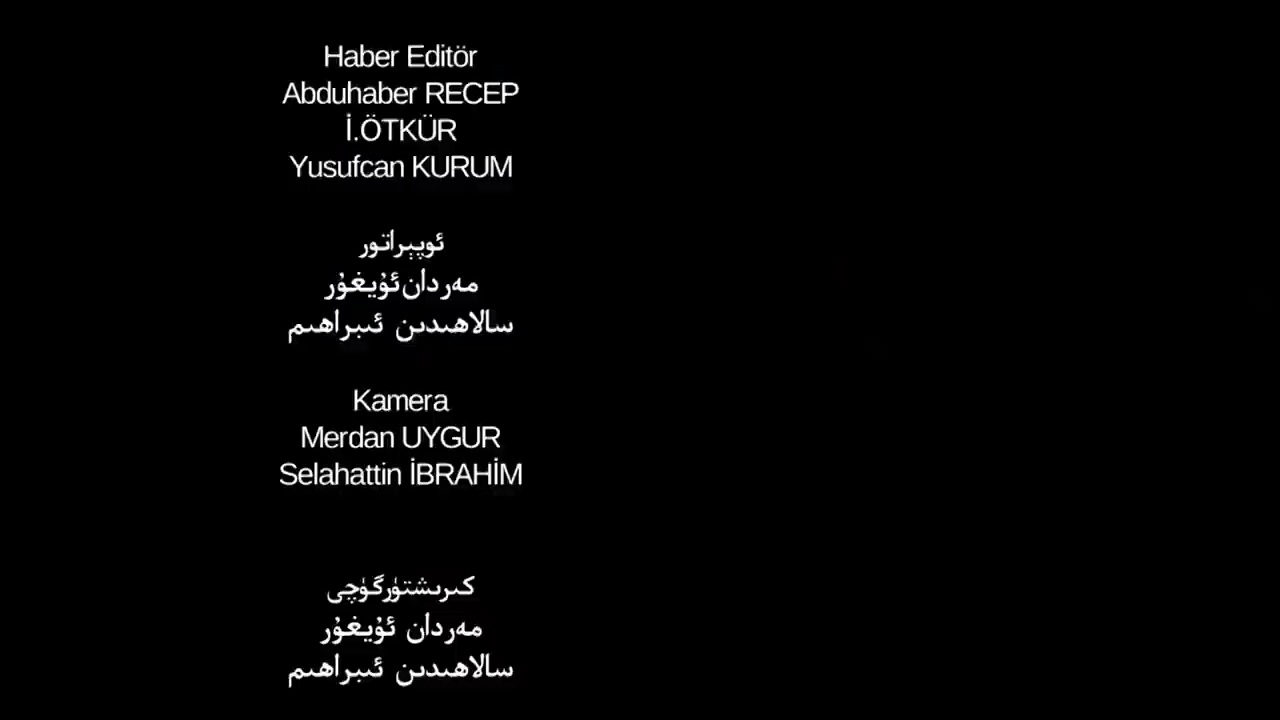 Haber Editör
Abduhaber RECEP
İ.ÖTKÜR
Yusufcan KURUM
ئوپېراتور
مەردان ئۇيغۇر
سالاھىدىن ئىبراھىم
Kamera
Merdan UYGUR
Selahattin İBRAHİM
كىرىشتۈرگۈچى
مەردان ئۇيغۇر
سالاھىدىن ئىبراھىم